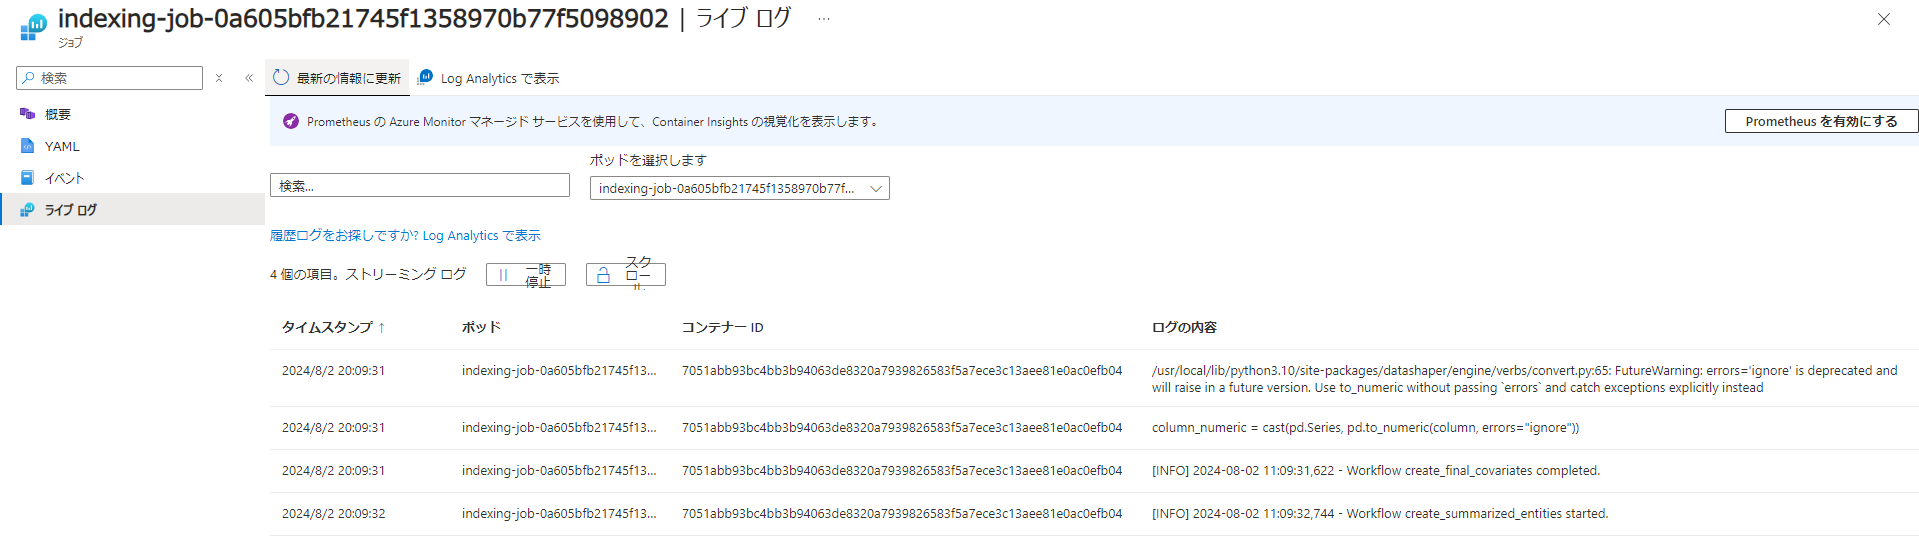 indexing-job-0a605bfb21745f1358970b77f5098902 | ライブ ログ ...
ジョブ
検索
最新の情報に更新
Log Analytics で表示
概要
YAML
イベント
ライブ ログ
Prometheus の Azure Monitor マネージド サービスを使用して、Container Insights の視覚化を表示します。
Prometheus を有効にする
ポッドを選択します
検索...
indexing-job-0a605bfb21745f1358970b77f...
履歴ログをお探しですか? Log Analytics で表示
4 個の項目。ストリーミング ログ
一時
停止
スク
ロー
ル
タイムスタンプ ↑ ポッド コンテナー ID ログの内容
2024/8/2 20:09:31 indexing-job-0a605bfb21745f13... 7051abb93bc4bb3b94063de8320a7939826583f5a7ece3c13aee81e0ac0efb04 /usr/local/lib/python3.10/site-packages/datashaper/engine/verbs/convert.py:65: FutureWarning: errors='ignore' is deprecated and
will raise in a future version. Use to_numeric without passing `errors` and catch exceptions explicitly instead
2024/8/2 20:09:31 indexing-job-0a605bfb21745f13... 7051abb93bc4bb3b94063de8320a7939826583f5a7ece3c13aee81e0ac0efb04 column_numeric = cast(pd.Series, pd.to_numeric(column, errors="ignore"))
2024/8/2 20:09:31 indexing-job-0a605bfb21745f13... 7051abb93bc4bb3b94063de8320a7939826583f5a7ece3c13aee81e0ac0efb04 [INFO] 2024-08-02 11:09:31,622 - Workflow create_final_covariates completed.
2024/8/2 20:09:32 indexing-job-0a605bfb21745f13... 7051abb93bc4bb3b94063de8320a7939826583f5a7ece3c13aee81e0ac0efb04 [INFO] 2024-08-02 11:09:32,744 - Workflow create_summarized_entities started.